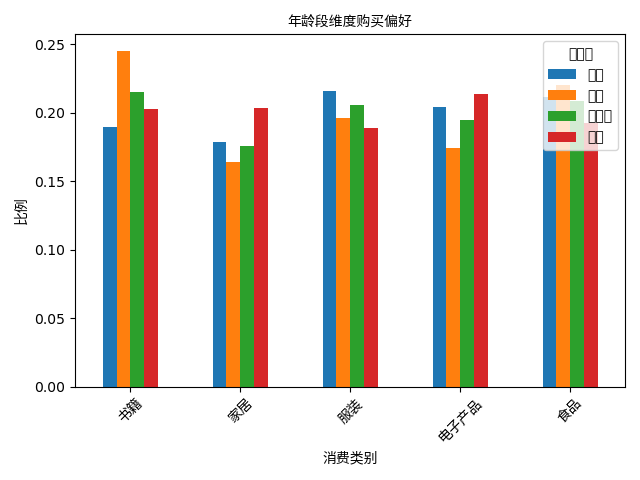 年龄段维度购买偏好
0.25
0.20
0.15
0.10
0.05
0.00
比例
书籍
家居
服装
电子产品
食品
消费类别